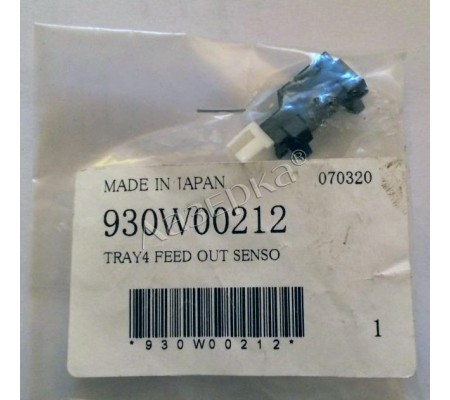 MADE IN JAPAN 070320
930W00212
TRAY4 FEED OUT SENSO
*930W00212*
1